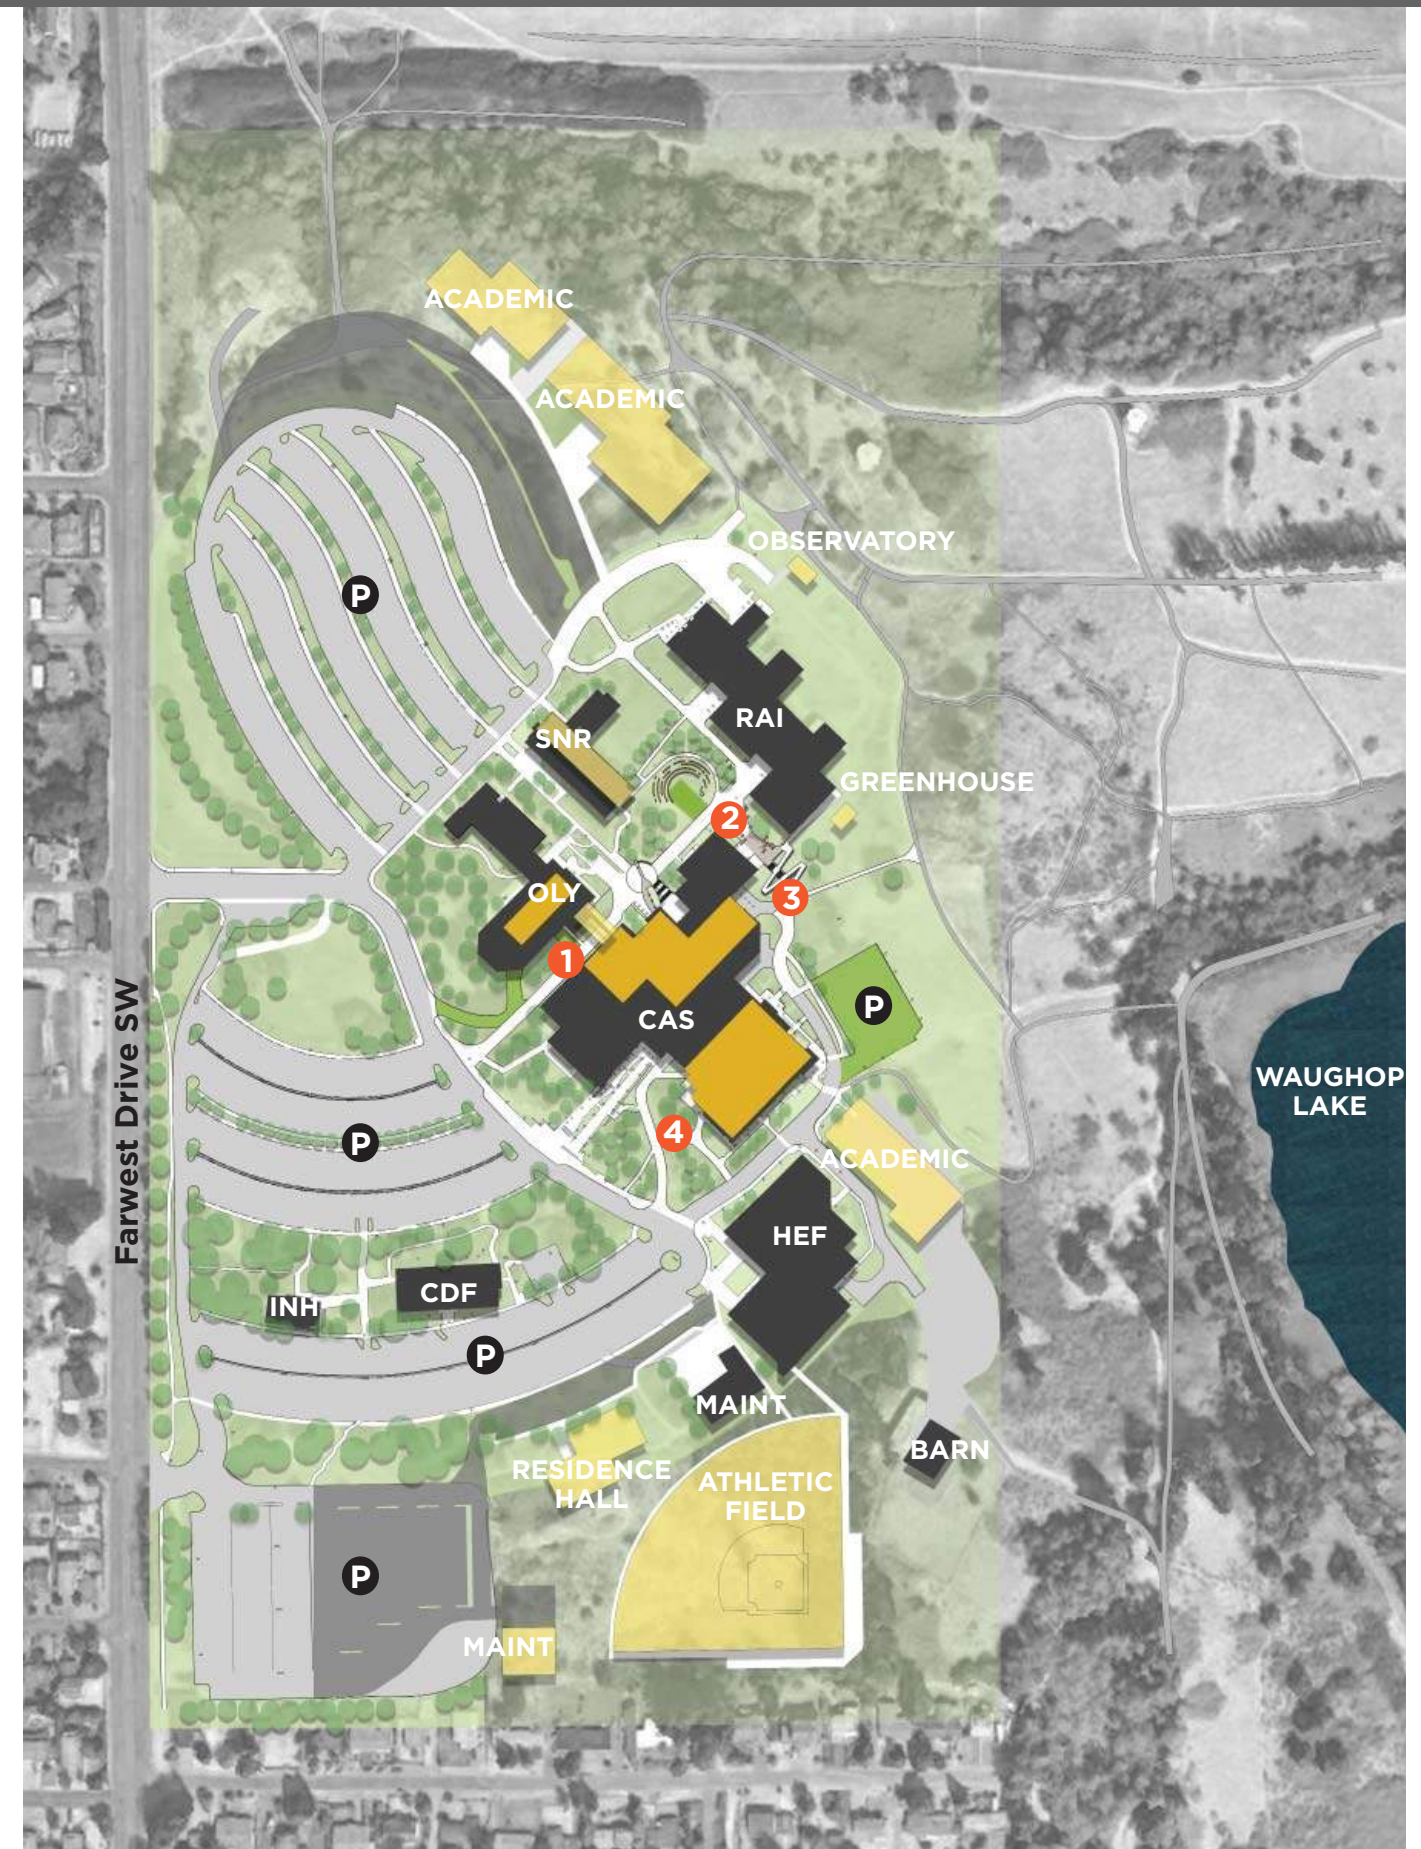 ACADEMIC
ACADEMIC
OBSERVATORY
P
RAI
SNR
GREENHOUSE
2
OLY
3
1
P
CAS
WAUGHOP
LAKE
Farwest Drive SW
4
P
ACADEMIC
HEF
CDF
INH
P
MAINT
BARN
RESIDENCE
HALL
ATHLETIC
FIELD
P
MAINT